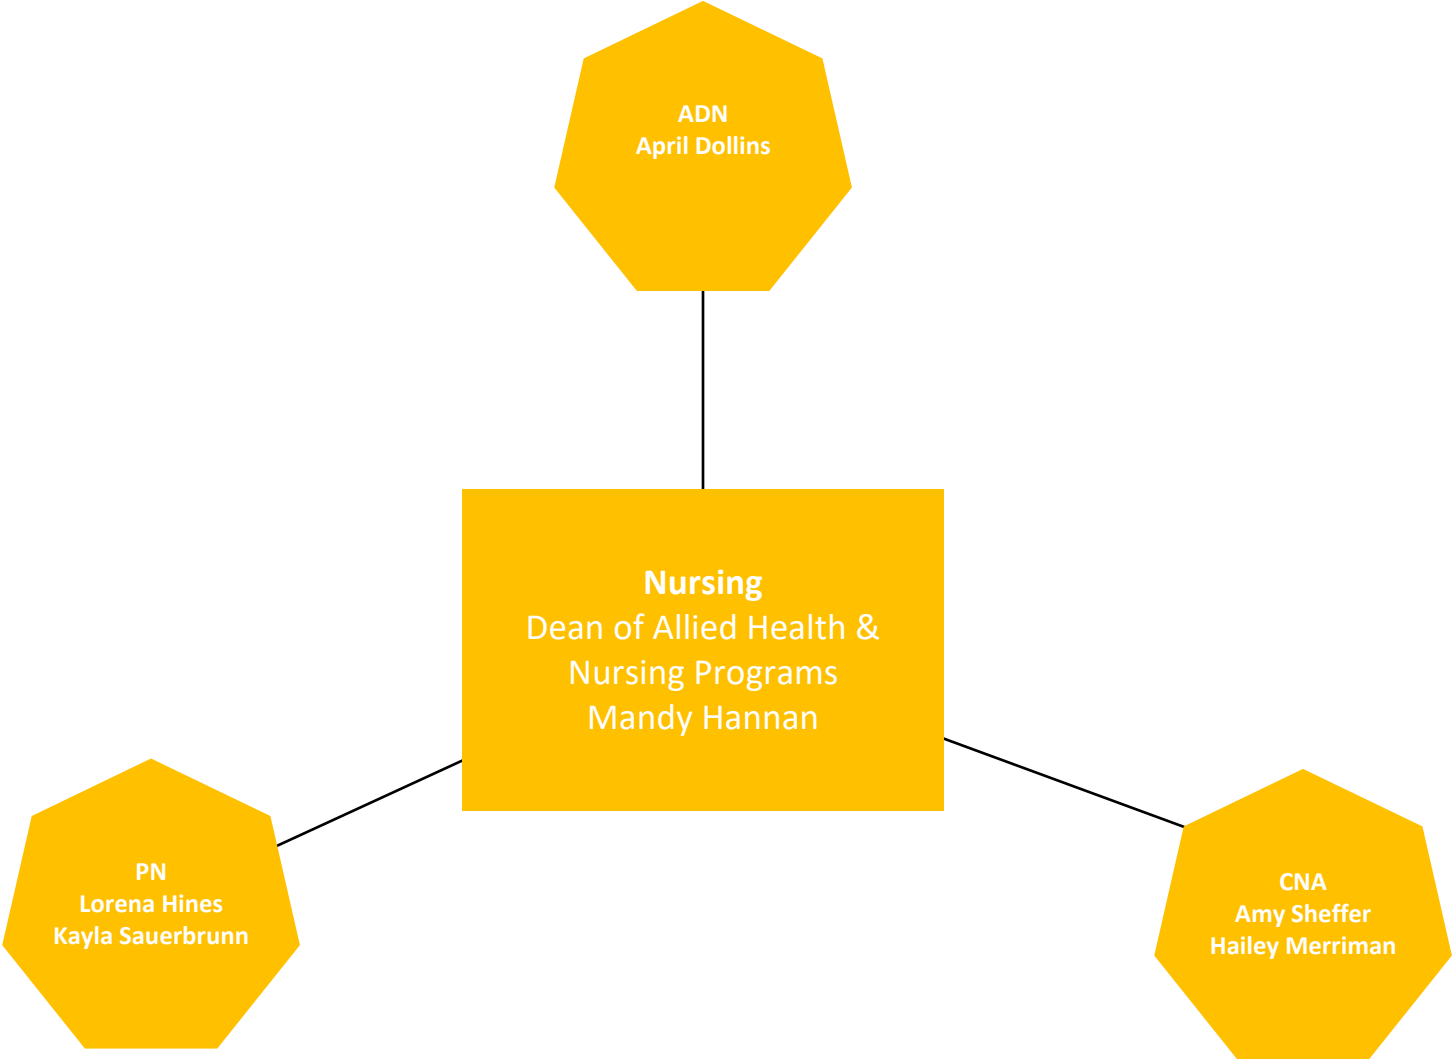 ADN
April Dollins
Nursing
Dean of Allied Health &
Nursing Programs
Mandy Hannan
PN
Lorena Hines
Kayla Sauerbrunn
CNA
Amy Sheffer
Hailey Merriman